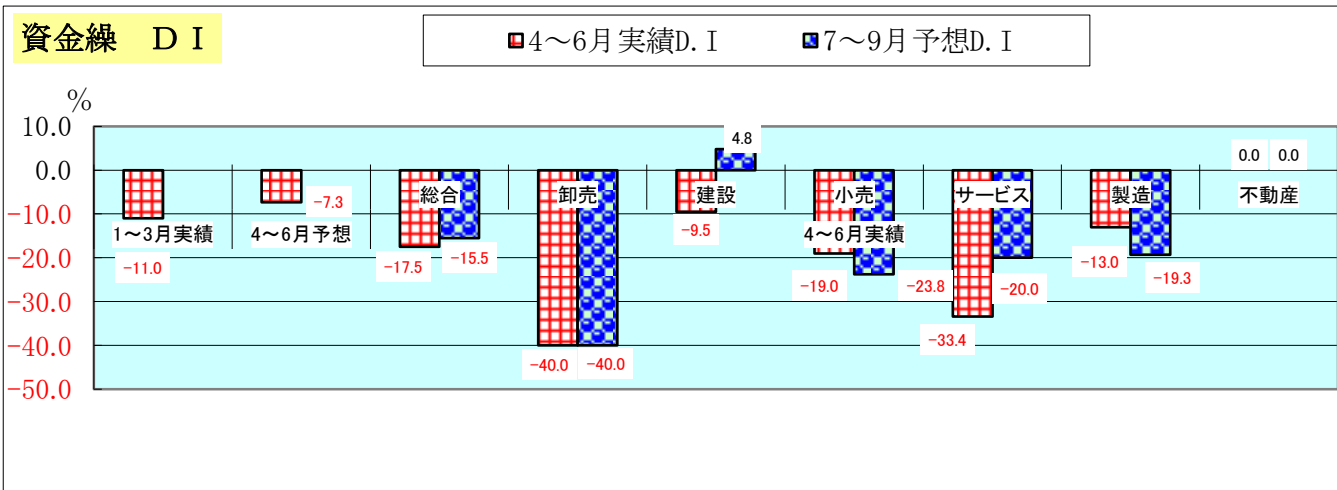 資金繰　ＤＩ
4～6月実績D.I
7～9月予想D.I
%
10.0
0.0
-10.0
-20.0
-30.0
-40.0
-50.0
1～3月実績
4～6月予想
総合
卸売
建設
小売
4～6月実績
サービス
製造
不動産
-11.0
-7.3
-17.5
-15.5
-40.0
-40.0
-9.5
4.8
-19.0
-23.8
-33.4
-20.0
-13.0
-19.3
0.0
0.0